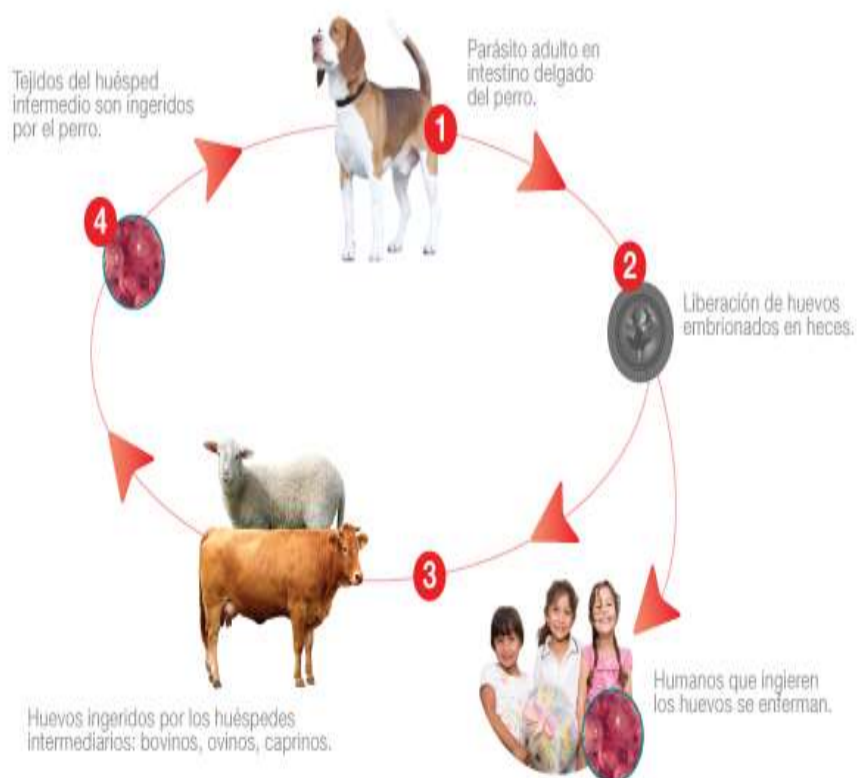 Parásito adulto en
intestino delgado
del perro.
1
2
Liberación de huevos
embrionados en heces.
3
Huevos ingeridos por los huéspedes
intermediarios: bovinos, ovinos, caprinos.
Humanos que ingieren
los huevos se enferman.
4
Tejidos del huésped
intermedio son ingeridos
por el perro.